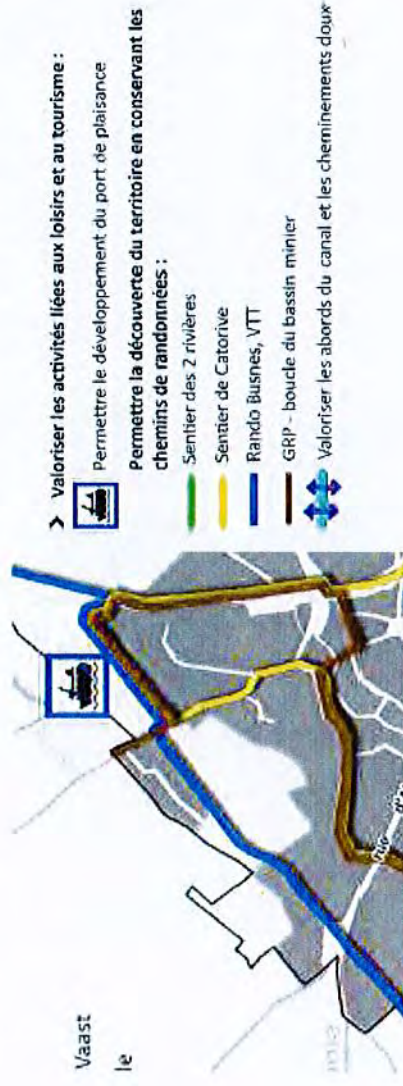 > Valoriser les activités liées aux loisirs et au tourisme :
Permettre le développement du port de plaisance
Permettre la découverte du territoire en conservant les
chemins de randonnées :
Sentier des 2 rivières
Sentier de Catorive
Rando Busnes, VTT
GRP - boucle du bassin minier
Valoriser les abords du canal et les cheminements doux
Vaast
le
rue